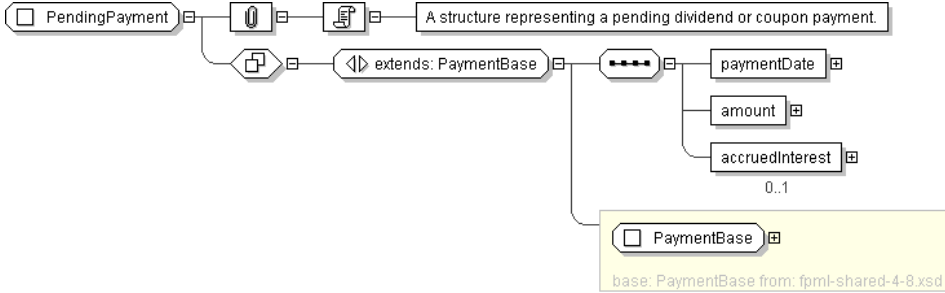 PendingPayment
A structure representing a pending dividend or coupon payment.
extends: PaymentBase
paymentDate
amount
accruedInterest
0..1
PaymentBase
base: PaymentBase from: fpml-shared-4-8.xsd